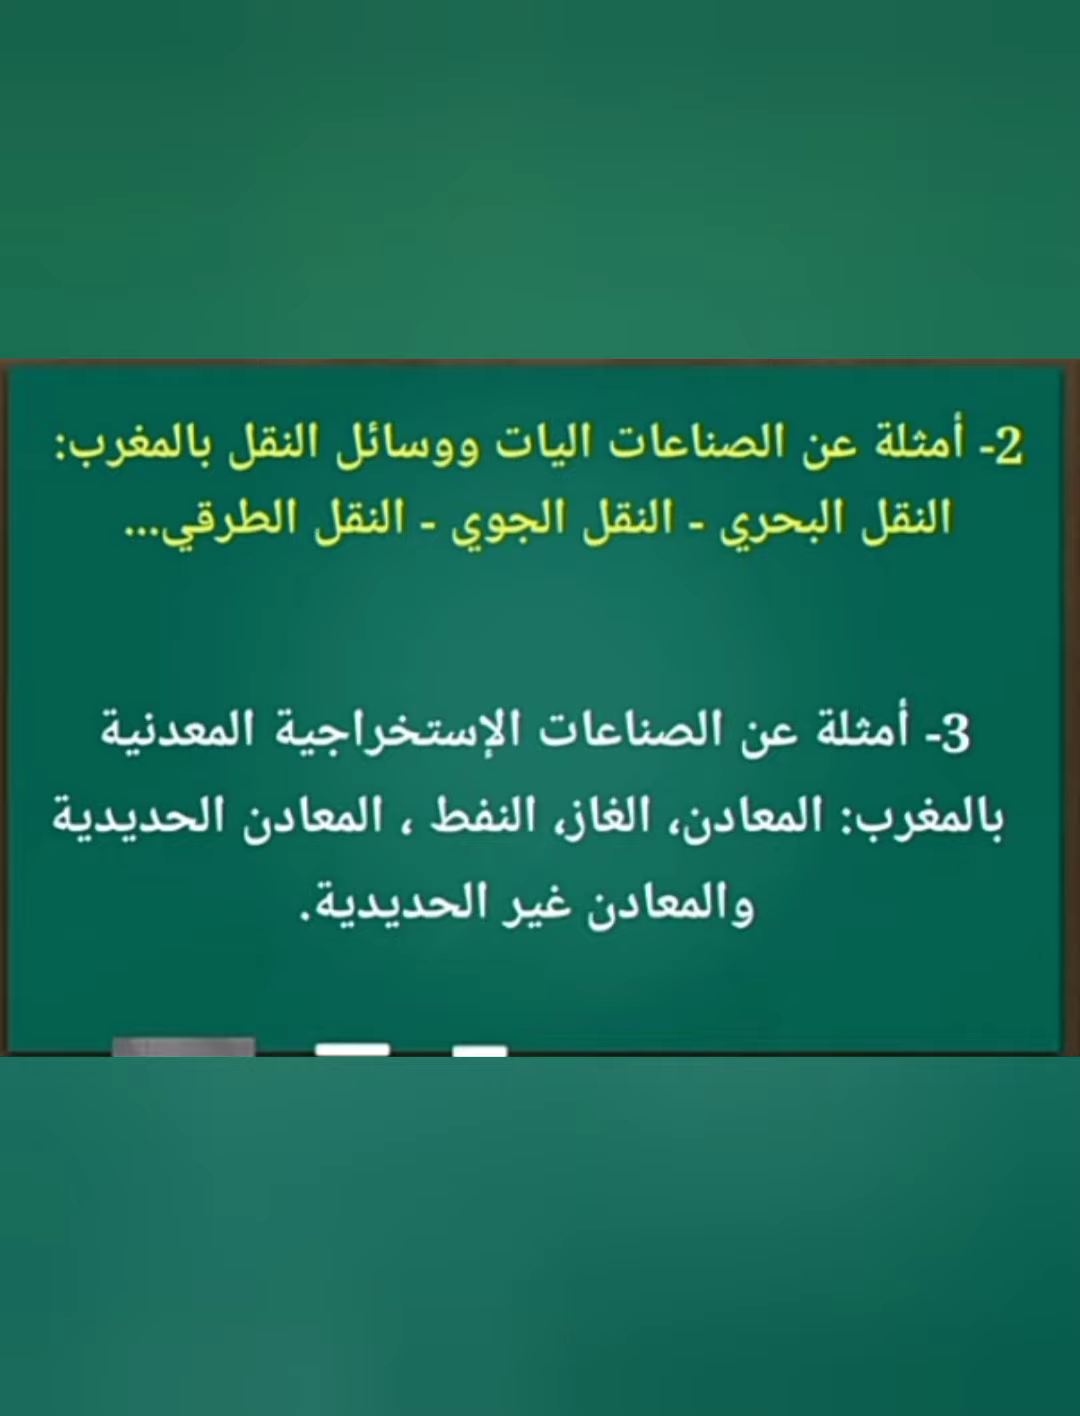 2- أمثلة عن الصناعات اليات ووسائل النقل بالمغرب:
النقل البحري - النقل الجوي - النقل الطرقي...
3- أمثلة عن الصناعات الإستخراجية المعدنية
بالمغرب: المعادن، الغاز، النفط ، المعادن الحديدية
والمعادن غير الحديدية.